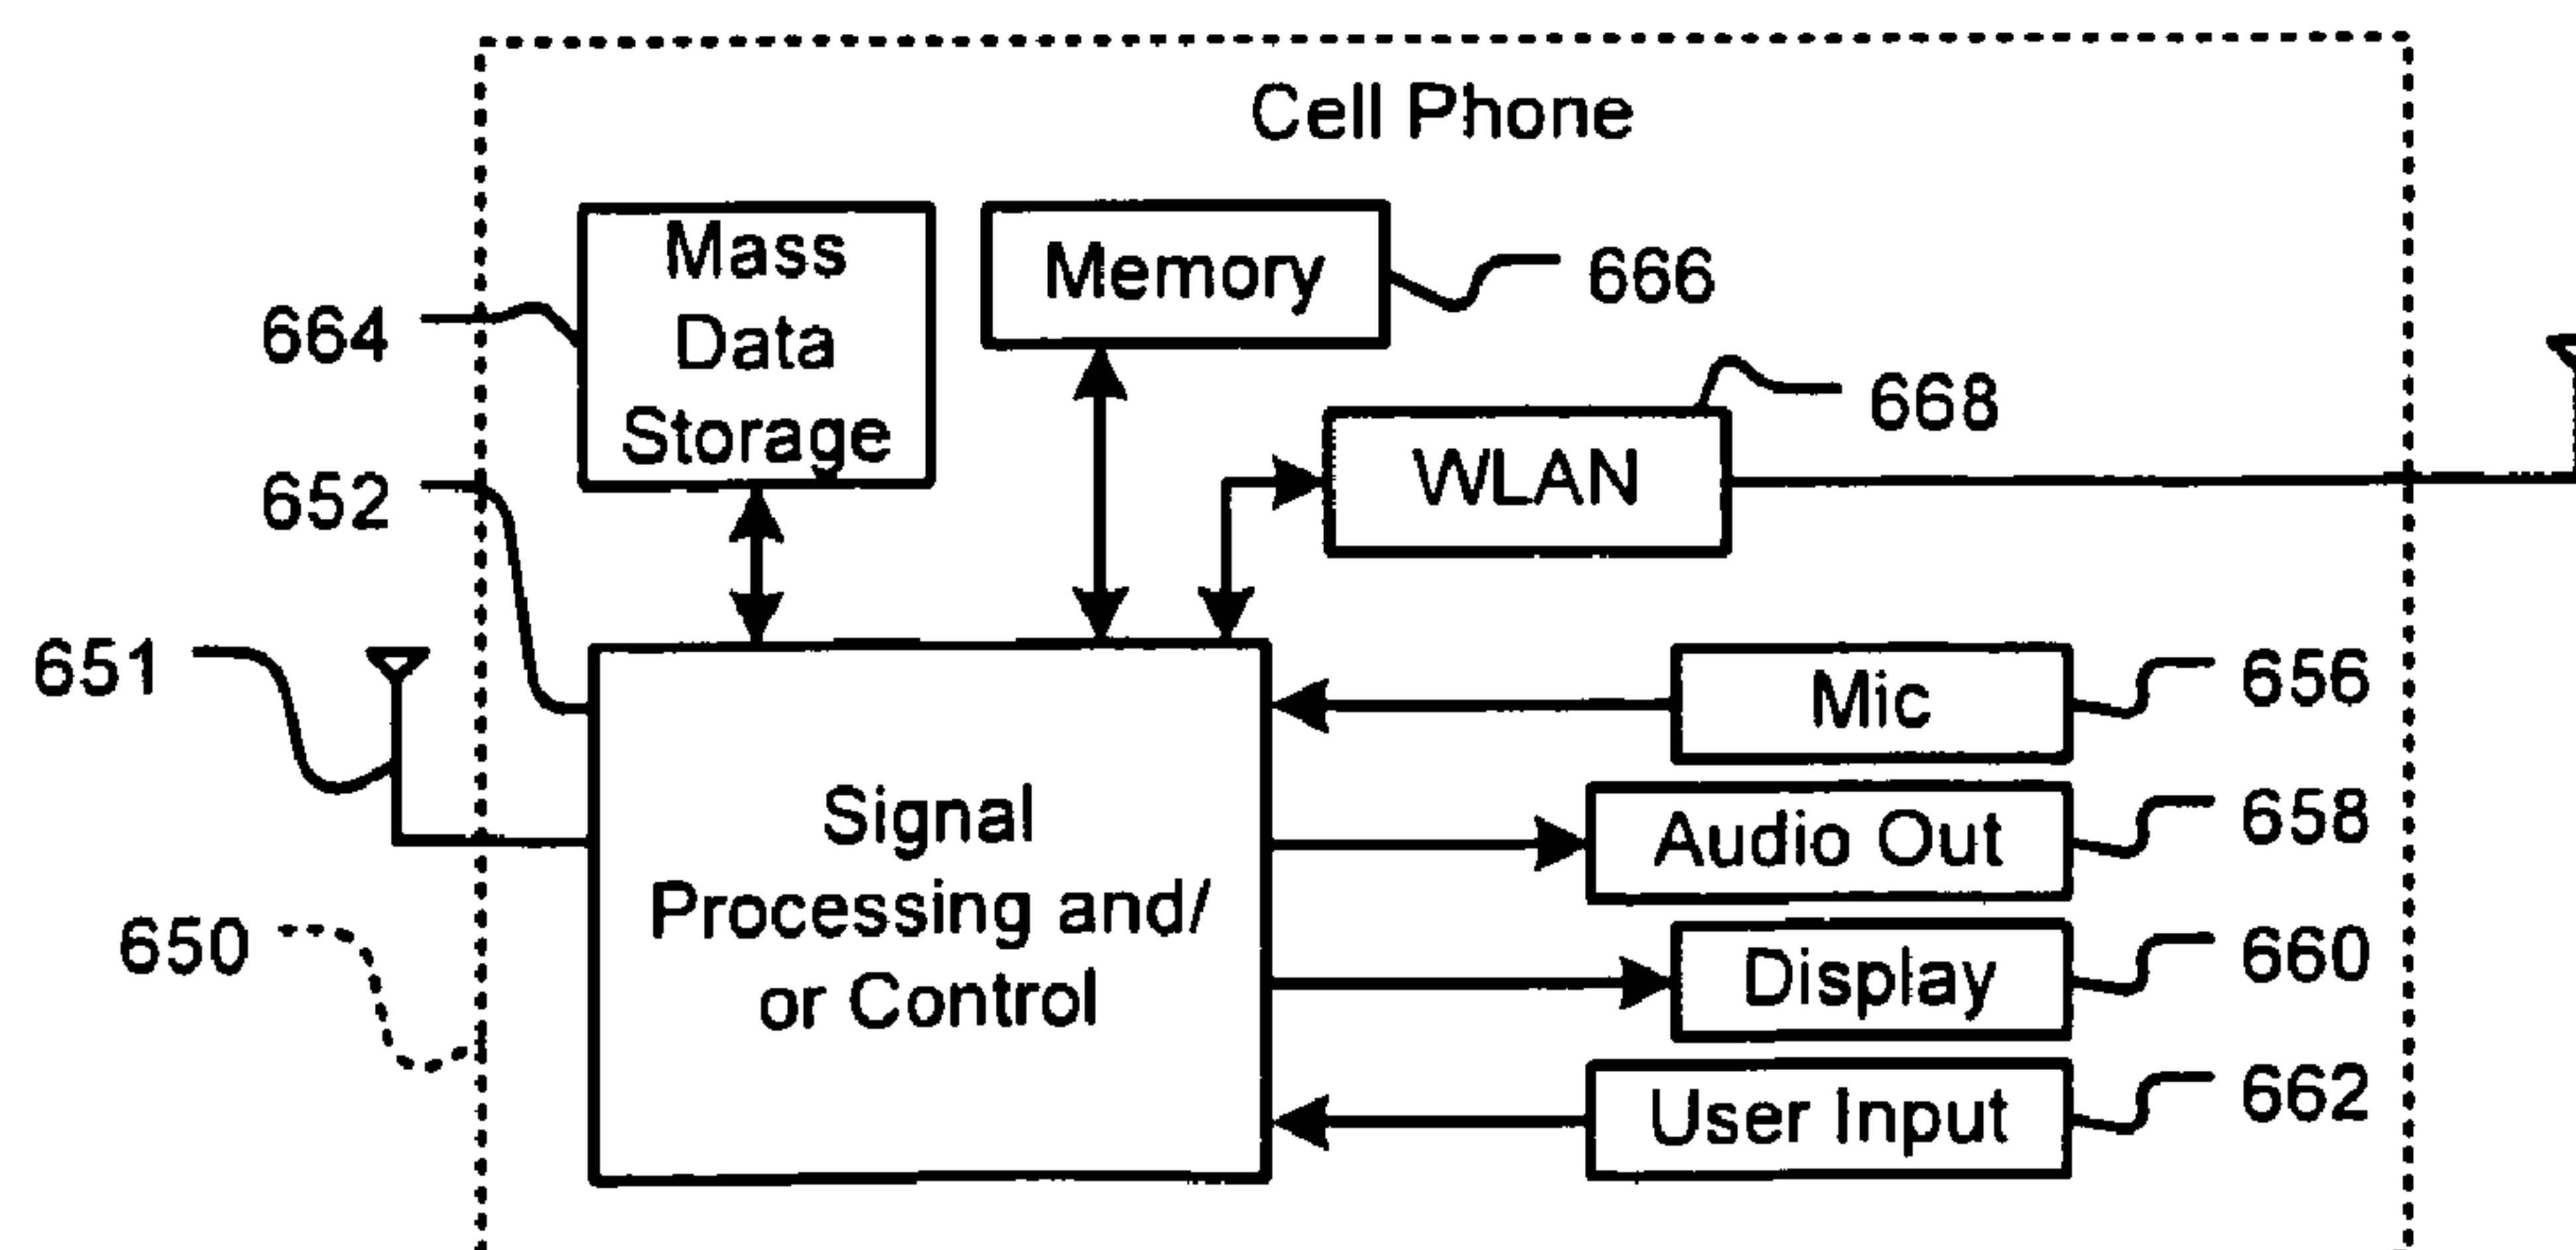 Cell Phone
Mass
Data
Storage
Memory
666
664
668
WLAN
652
651
Mic
656
Signal
Processing and/
or Control
Audio Out
658
650
Display
660
User Input
662